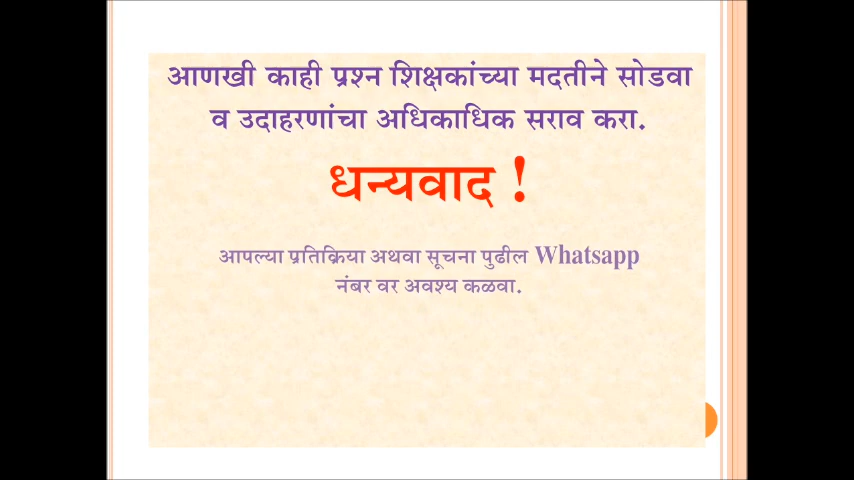 आणखी काही प्रश्न शिक्षकांच्या मदतीने सोडवा
व उदाहरणांचा अधिकाधिक सराव करा.
धन्यवाद !
आपल्या प्रतिक्रिया अथवा सूचना पुढील Whatsapp
नंबर वर अवश्य कळवा.